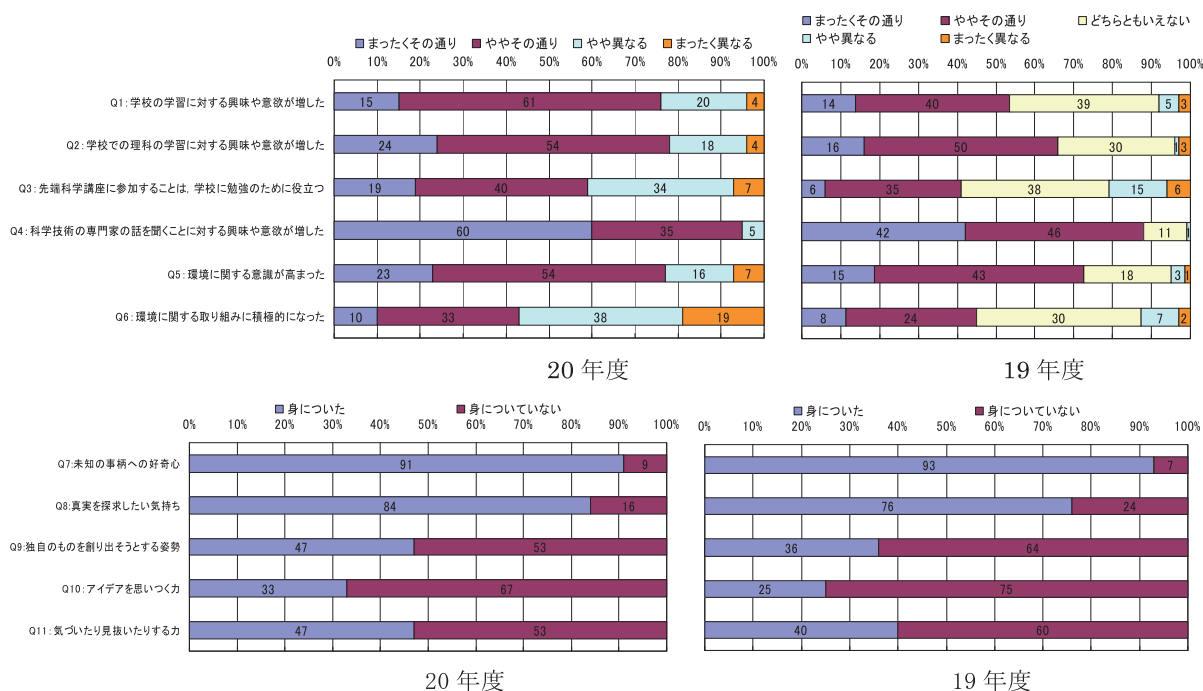 ■まったくその通り ■ややその通り □やや異なる ■まったく異なる
0% 10% 20% 30% 40% 50% 60% 70% 80% 90% 100%
Q1:学校の学習に対する興味や意欲が増した 15 61 20 4
Q2:学校での理科の学習に対する興味や意欲が増した 24 54 18 4
Q3:先端科学講座に参加することは,学校に勉強のために役立つ 19 40 34 7
Q4:科学技術の専門家の話を聞くことに対する興味や意欲が増した 60 35 5
Q5:環境に関する意識が高まった 23 54 16 7
Q6:環境に関する取り組みに積極的になった 10 33 38 19
20 年度
■まったくその通り ■ややその通り □どちらともいえない
□やや異なる ■まったく異なる
0% 10% 20% 30% 40% 50% 60% 70% 80% 90% 100%
14 40 39 5 3
16 50 30 1 3
6 35 38 15 6
42 46 11 1
15 43 18 3 1
8 24 30 7 2
19 年度
■身についた ■身についていない
0% 10% 20% 30% 40% 50% 60% 70% 80% 90% 100%
Q7:未知の事柄への好奇心 91 9
Q8:真実を探求したい気持ち 84 16
Q9:独自のものを創り出そうとする姿勢 47 53
Q10:アイデアを思いつく力 33 67
Q11:気づいたり見抜いたりする力 47 53
20 年度
■身についた ■身についていない
0% 10% 20% 30% 40% 50% 60% 70% 80% 90% 100%
93 7
76 24
36 64
25 75
40 60
19 年度